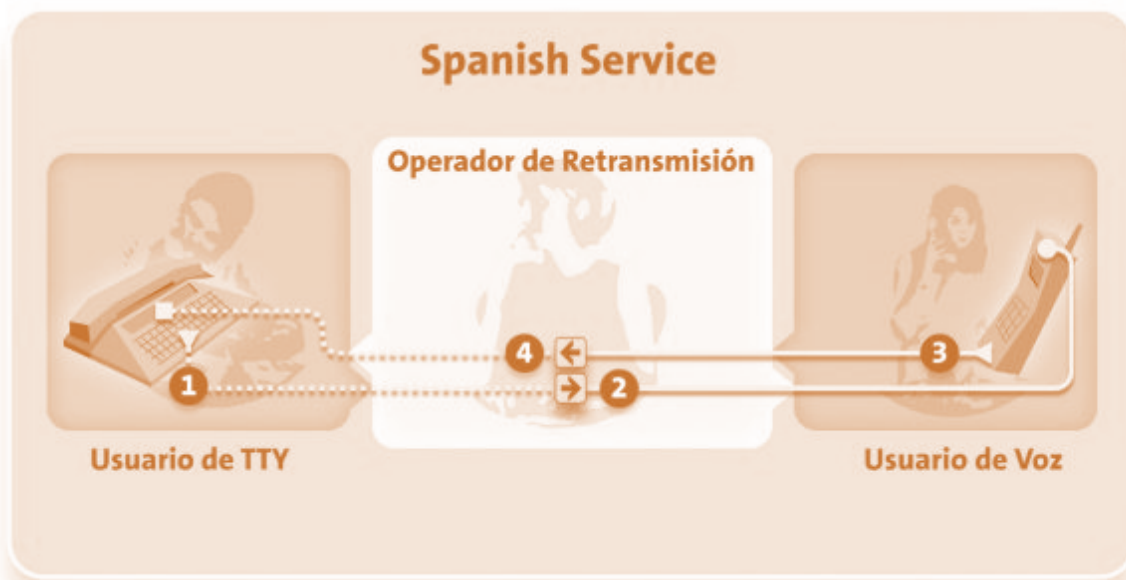 Spanish Service
Operador de Retransmisión
4
3
1
2
Usuario de TTY
Usuario de Voz